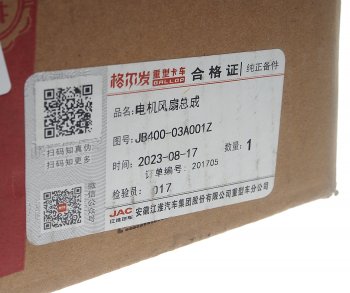 格尔发 重型卡车 合格证 纯正备件
GALLOP
品名: 电机风扇总成
图号: JB400-03A001Z
时间: 2023-08-17 数量: 1
订单编号: 201705
检验员: 017
扫码知真伪
扫码知更多
微信公众号
JAC 安徽江淮汽车集团股份有限公司重型车分公司
江淮汽车